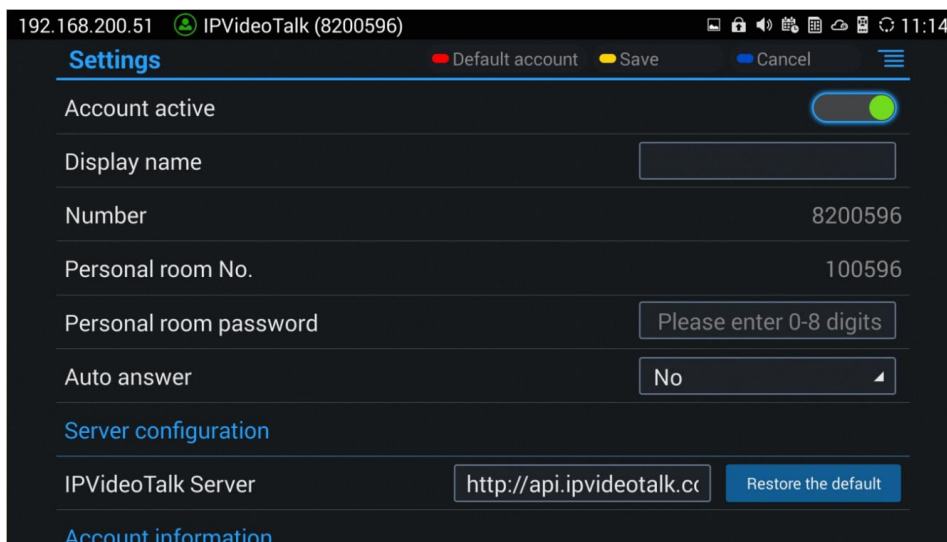 192.168.200.51 IPVideoTalk (8200596) 11:14
Settings Default account Save Cancel
Account active
Display name
Number 8200596
Personal room No. 100596
Personal room password Please enter 0-8 digits
Auto answer No
Server configuration
IPVideoTalk Server http://api.ipvideotalk.cc Restore the default
Account information